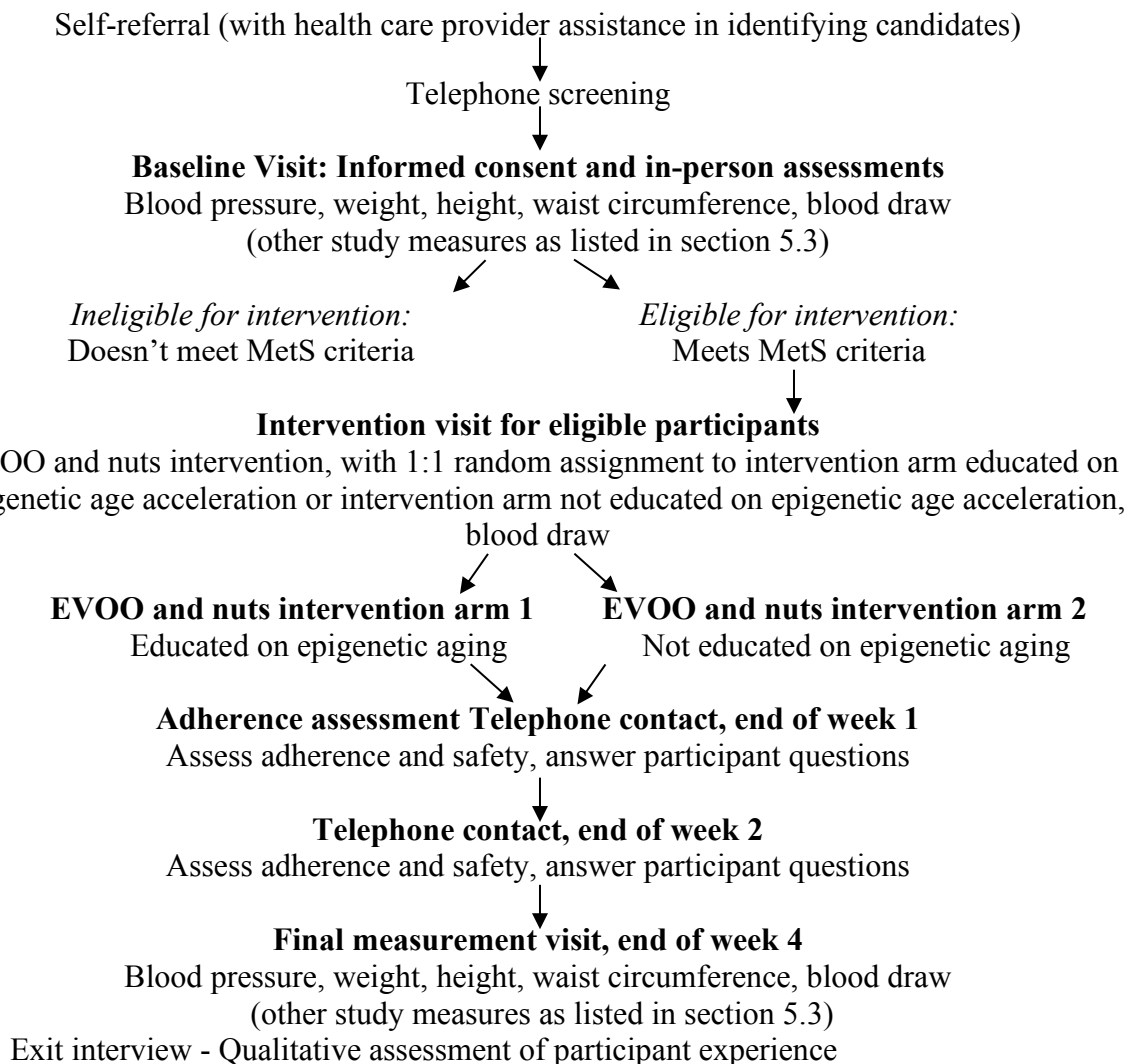 Self-referral (with health care provider assistance in identifying candidates)
Telephone screening
Baseline Visit: Informed consent and in-person assessments
Blood pressure, weight, height, waist circumference, blood draw
(other study measures as listed in section 5.3)
Ineligible for intervention: Eligible for intervention:
Doesn’t meet MetS criteria Meets MetS criteria
Intervention visit for eligible participants
OO and nuts intervention, with 1:1 random assignment to intervention arm educated on
genetic age acceleration or intervention arm not educated on epigenetic age acceleration,
blood draw
EVOO and nuts intervention arm 1 EVOO and nuts intervention arm 2
Educated on epigenetic aging Not educated on epigenetic aging
Adherence assessment Telephone contact, end of week 1
Assess adherence and safety, answer participant questions
Telephone contact, end of week 2
Assess adherence and safety, answer participant questions
Final measurement visit, end of week 4
Blood pressure, weight, height, waist circumference, blood draw
(other study measures as listed in section 5.3)
Exit interview - Qualitative assessment of participant experience